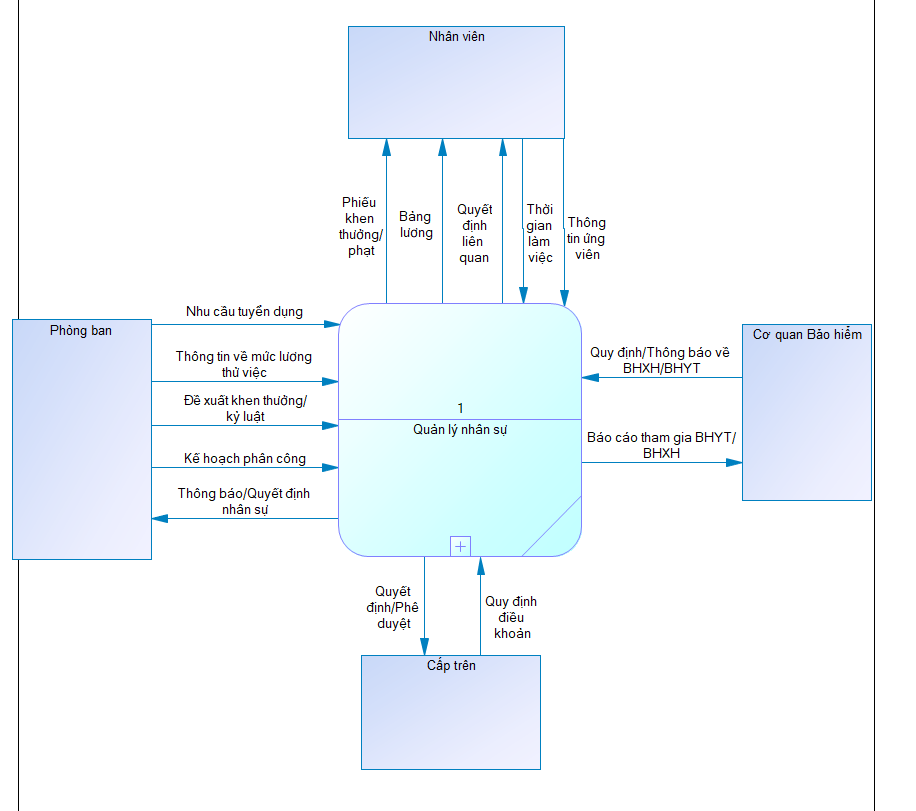 Nhân viên
Phiếu
khen
thưởng/
phạt
Bảng
lương
Quyết
định
liên
quan
Thời
gian
làm
việc
Thông
tin ứng
viên
Phòng ban
Nhu cầu tuyển dụng
Thông tin về mức lương
thử việc
Đề xuất khen thưởng/
kỷ luật
Kế hoạch phân công
Thông báo/Quyết định
nhân sự
1
Quản lý nhân sự
Cơ quan Bảo hiểm
Quy định/Thông báo về
BHXH/BHYT
Báo cáo tham gia BHYT/
BHXH
Quyết
định/Phê
duyệt
Quy định
điều
khoản
Cấp trên